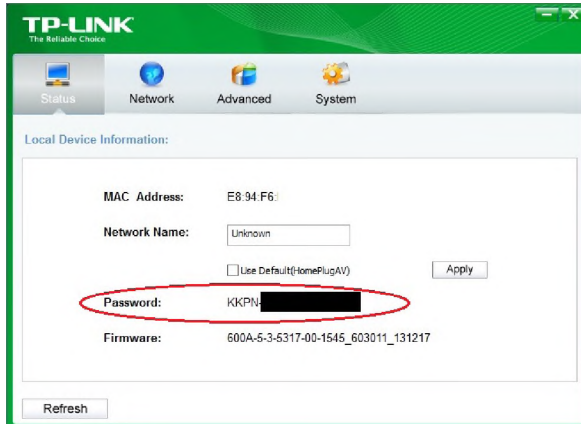 TP-LINK
The Reliable Choice
Status Network Advanced System
Local Device Information:
MAC Address: E8:94:F6:
Network Name: Unknown
Use Default(HomePlugAV) Apply
Password: KKPN-
Firmware: 600A-5-3-5317-00-1545_603011_131217
Refresh